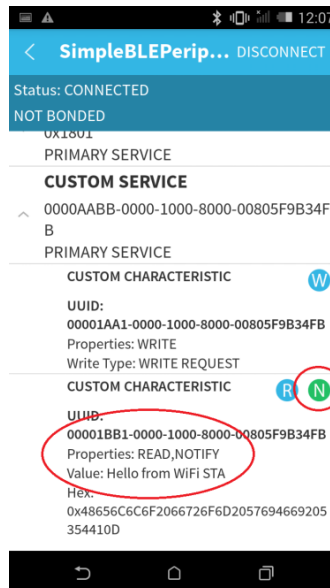 12:07
SimpleBLEPerip... DISCONNECT
Status: CONNECTED
NOT BONDED
0x1801
PRIMARY SERVICE
CUSTOM SERVICE
0000AABB-0000-1000-8000-00805F9B34F
B
PRIMARY SERVICE
CUSTOM CHARACTERISTIC W
UUID:
00001AA1-0000-1000-8000-00805F9B34FB
Properties: WRITE
Write Type: WRITE REQUEST
CUSTOM CHARACTERISTIC R N
UUID:
00001BB1-0000-1000-8000-00805F9B34FB
Properties: READ,NOTIFY
Value: Hello from WiFi STA
Hex:
0x48656C6C6F2066726F6D2057694669205
354410D